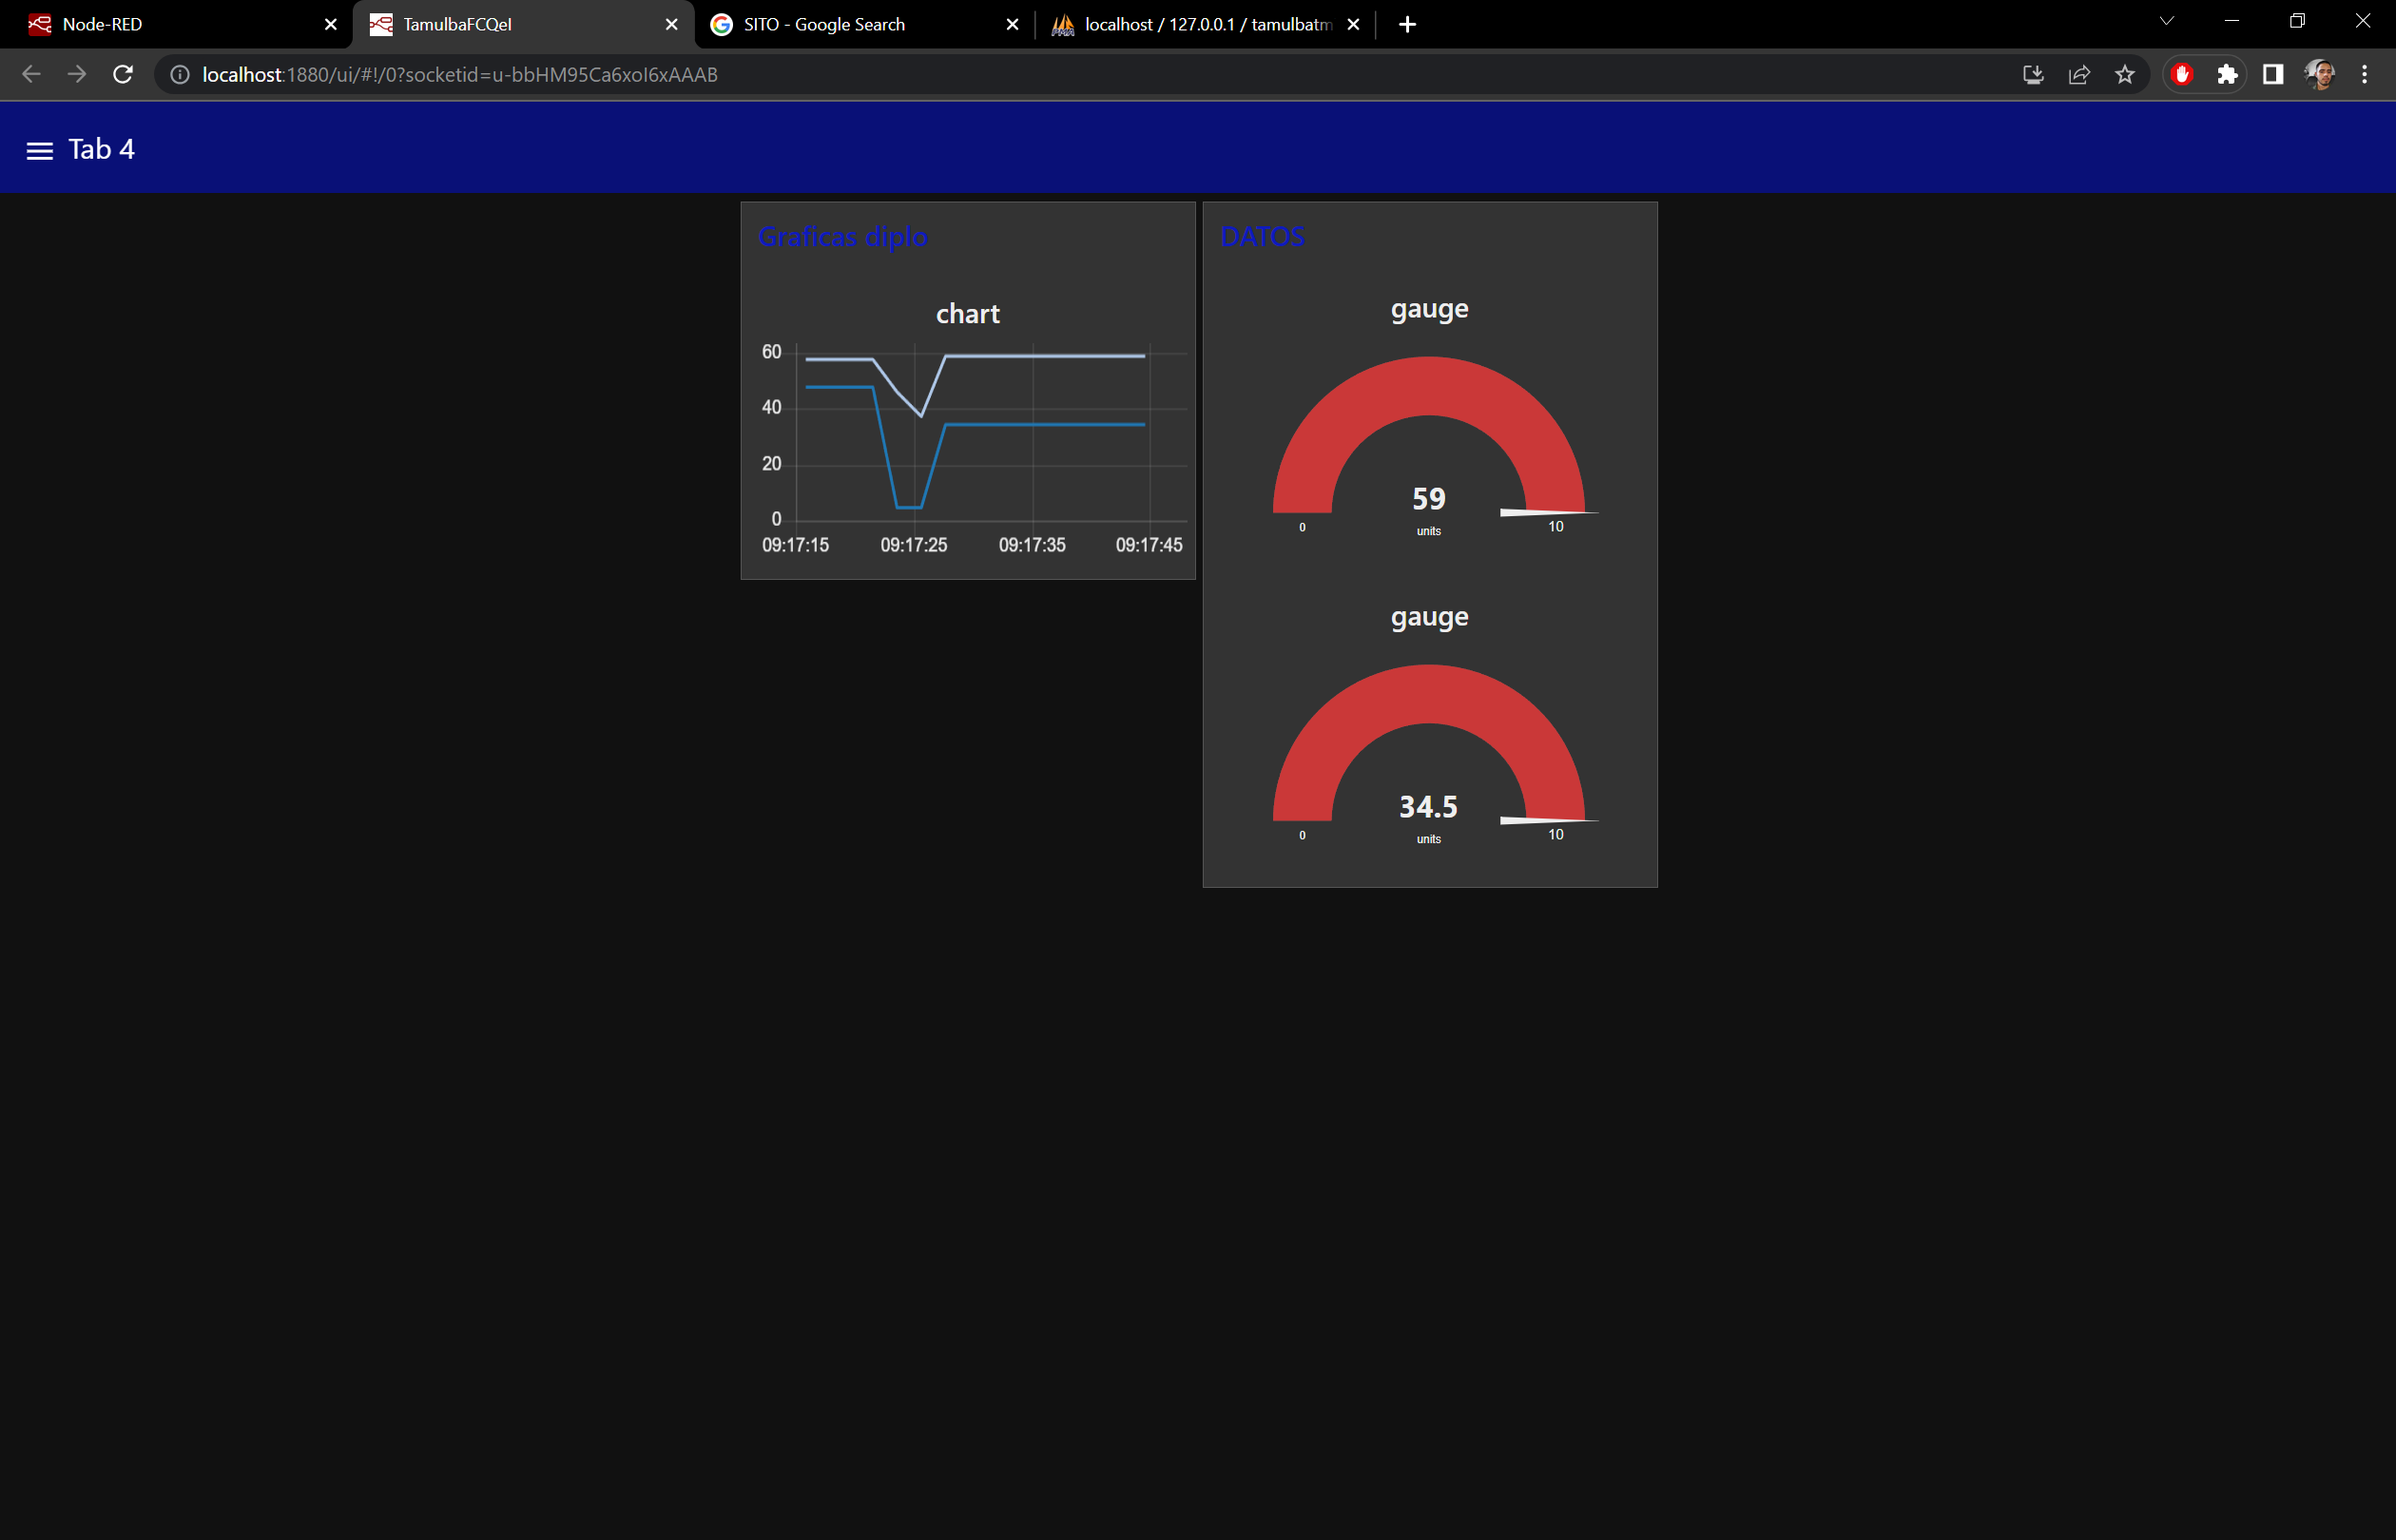 Node-RED
TamulbaFCQeI
SITO - Google Search
localhost / 127.0.0.1 / tamulbatm
localhost:1880/ui/#!/0?socketid=u-bbHM95Ca6xoI6xAAAB
Tab 4
Graficas diplo
chart
60
40
20
0
09:17:15 09:17:25 09:17:35 09:17:45
DATOS
gauge
59
units
0 10
gauge
34.5
units
0 10